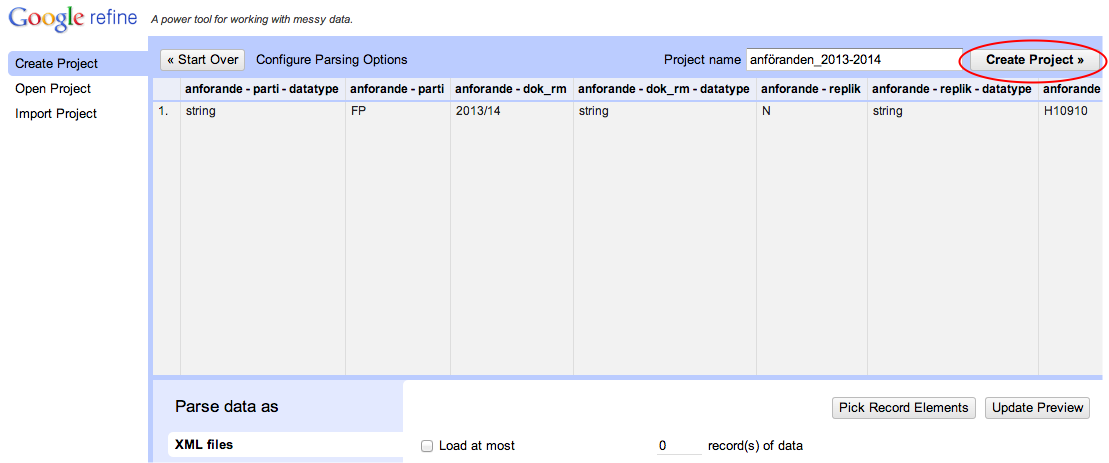 Google refine A power tool for working with messy data.
Create Project
Open Project
Import Project
« Start Over Configure Parsing Options Project name anföranden_2013-2014 Create Project »
anforande - parti - datatype anforande - parti anforande - dok_rm anforande - dok_rm - datatype anforande - replik anforande - replik - datatype anforande
1. string FP 2013/14 string N string H10910
Parse data as
Pick Record Elements Update Preview
XML files
Load at most 0 record(s) of data